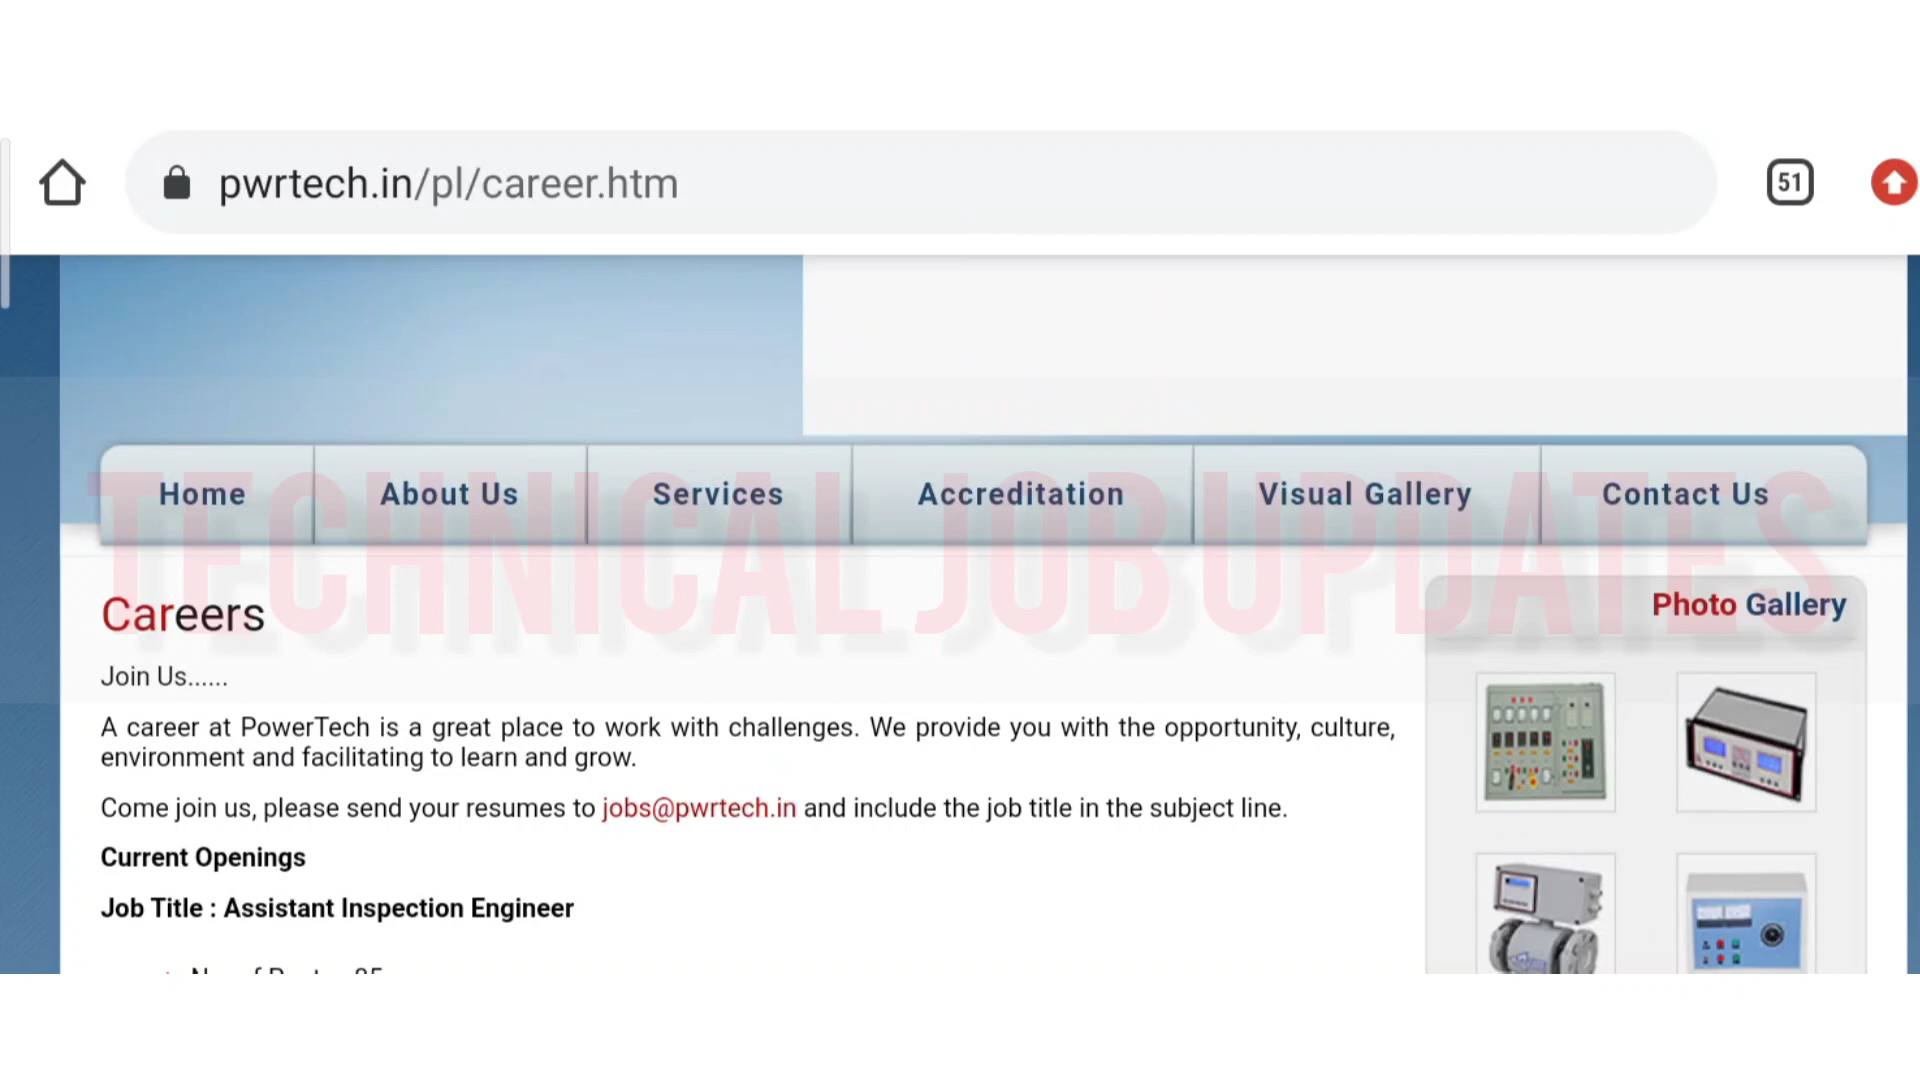 pwrtech.in/pl/career.htm
51
Home
About Us
Services
Accreditation
Visual Gallery
Contact Us
TECHNICAL JOB UPDATES
Careers
Photo Gallery
Join Us......
A career at PowerTech is a great place to work with challenges. We provide you with the opportunity, culture,
environment and facilitating to learn and grow.
Come join us, please send your resumes to jobs@pwrtech.in and include the job title in the subject line.
Current Openings
Job Title : Assistant Inspection Engineer